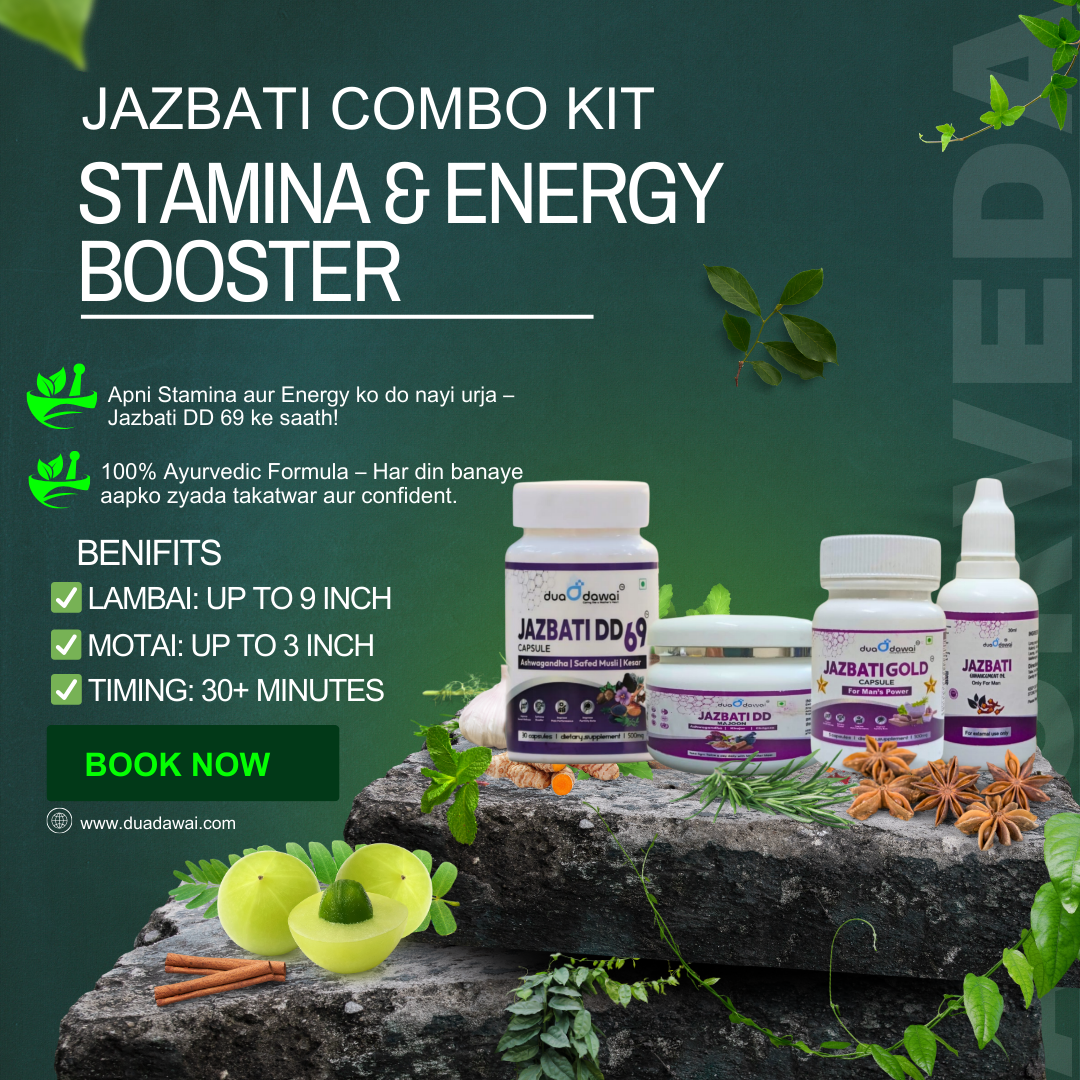 JAZBATI COMBO KIT
STAMINA & ENERGY
BOOSTER
Apni Stamina aur Energy ko do nayi urja –
Jazbati DD 69 ke saath!
100% Ayurvedic Formula – Har din banaye
aapko zyada takatwar aur confident.
BENIFITS
LAMBAI: UP TO 9 INCH
MOTAI: UP TO 3 INCH
TIMING: 30+ MINUTES
BOOK NOW
www.duadawai.com
dua dawai
JAZBATI DD 69
CAPSULE
Ashwagandha | Safed Musli | Kesar
capsules | dietary supplement | 500mg
dua dawai
JAZBATI DD
MAJOON
dua dawai
JAZBATI GOLD
CAPSULE
For Man's Power
dua dawai
JAZBATI
Only For Man
For external use only